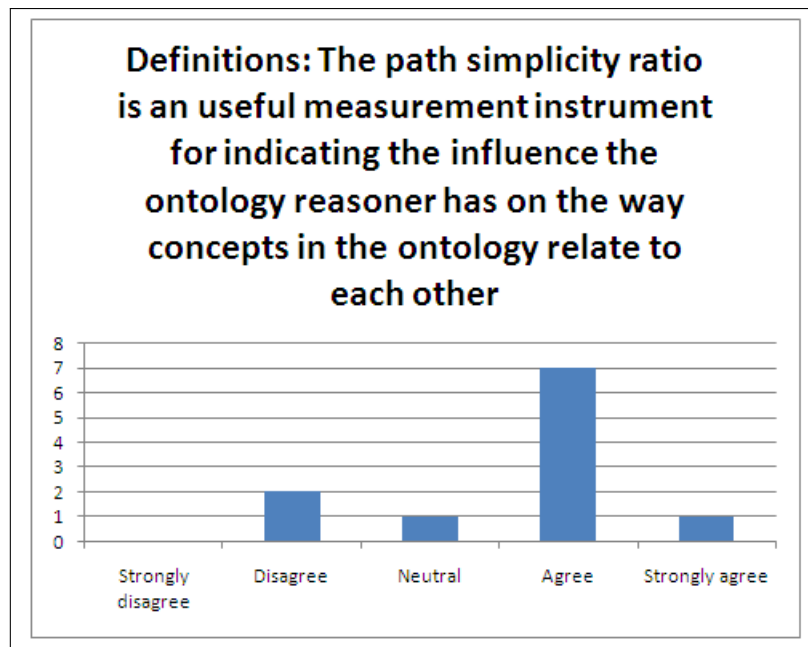 Definitions: The path simplicity ratio
is an useful measurement instrument
for indicating the influence the
ontology reasoner has on the way
concepts in the ontology relate to
each other
8
7
6
5
4
3
2
1
0
Strongly disagree
Disagree
Neutral
Agree
Strongly agree